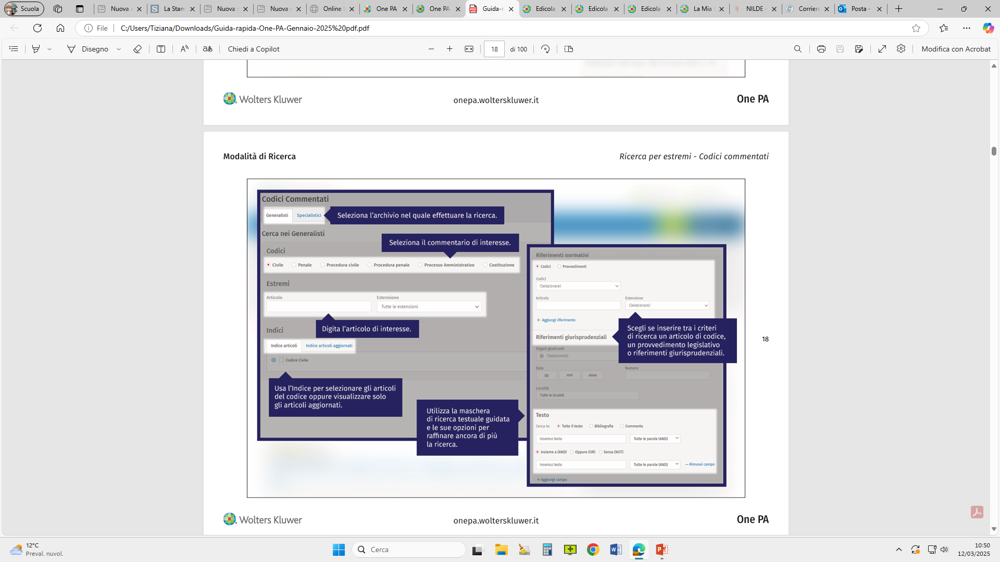 Scuola
Nuova s
La Stam
Nuova s
Nuova s
Online
One PA
One PA
Guida-r
Edicola
Edicola
Edicola
La Mia
NILDE -
Corriere
Posta -
File
C:/Users/Tiziana/Downloads/Guida-rapida-One-PA-Gennaio-2025%20pdf.pdf
Disegno
Chiedi a Copilot
18
di 100
Modifica con Acrobat
Wolters Kluwer
onepa.wolterskluwer.it
One PA
Modalità di Ricerca
Ricerca per estremi - Codici commentati
Codici Commentati
Generalisti
Specialistici
Seleziona l'archivio nel quale effettuare la ricerca.
Cerca nei Generalisti
Seleziona il commentario di interesse.
Codici
Civile
Penale
Procedura civile
Procedura penale
Processo Amministrativo
Costituzione
Estremi
Articolo
Estensione
Tutte le estensioni
Digita l'articolo di interesse.
Indici
Indice articoli
Indice articoli aggiornati
Codice Civile
Usa l'Indice per selezionare gli articoli
del codice oppure visualizzare solo
gli articoli aggiornati.
Riferimenti normativi
Codici
Provvedimenti
Codici
(Selezionare)
Articolo
Estensione
(Selezionare)
+ Aggiungi riferimento
Scegli se inserire tra i criteri
di ricerca un articolo di codice,
un provvedimento legislativo
o riferimenti giurisprudenziali.
Riferimenti giurisprudenziali
Organi giudicanti
(Selezionare)
Data
Numero
gg
mm
aaaa
Località
Tutte le località
Utilizza la maschera
di ricerca testuale guidata
e le sue opzioni per
raffinare ancora di più
la ricerca.
Testo
Cerca in:
Tutto il testo
Bibliografia
Commento
Inserisci testo
Tutte le parole (AND)
Insieme a (AND)
Oppure (OR)
Senza (NOT)
Inserisci testo
Tutte le parole (AND)
— Rimuovi campo
+ Aggiungi campo
18
Wolters Kluwer
onepa.wolterskluwer.it
One PA
12°C
Preval. nuvol.
Cerca
10:50
12/03/2025